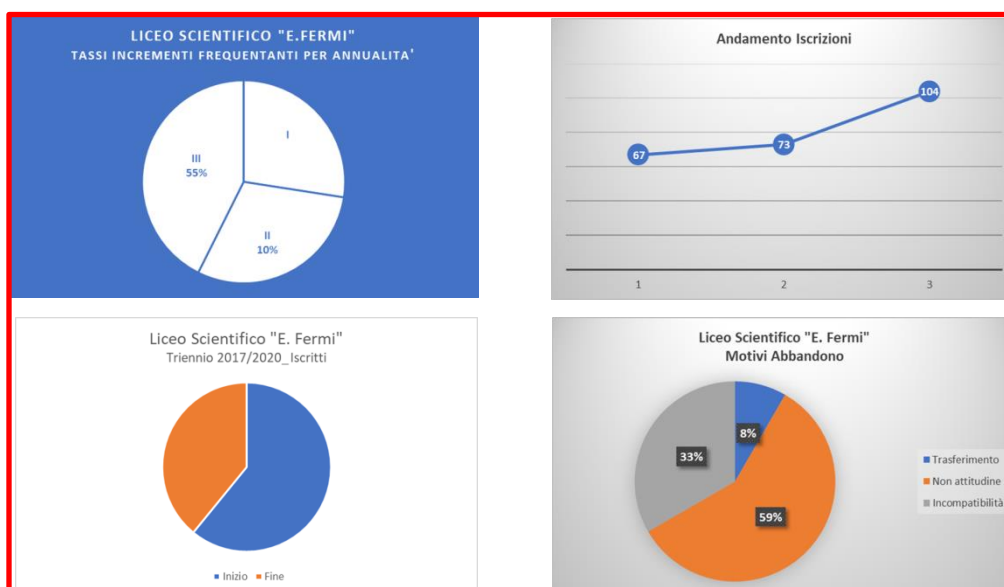 LICEO SCIENTIFICO "E.FERMI"
TASSI INCREMENTI FREQUENTANTI PER ANNUALITA'
I
III
55%
II
10%
Andamento Iscrizioni
67
73
104
1 2 3
Liceo Scientifico "E. Fermi"
Triennio 2017/2020_Iscritti
Inizio Fine
Liceo Scientifico "E. Fermi"
Motivi Abbandono
8%
33%
59%
Trasferimento
Non attitudine
Incompatibilità